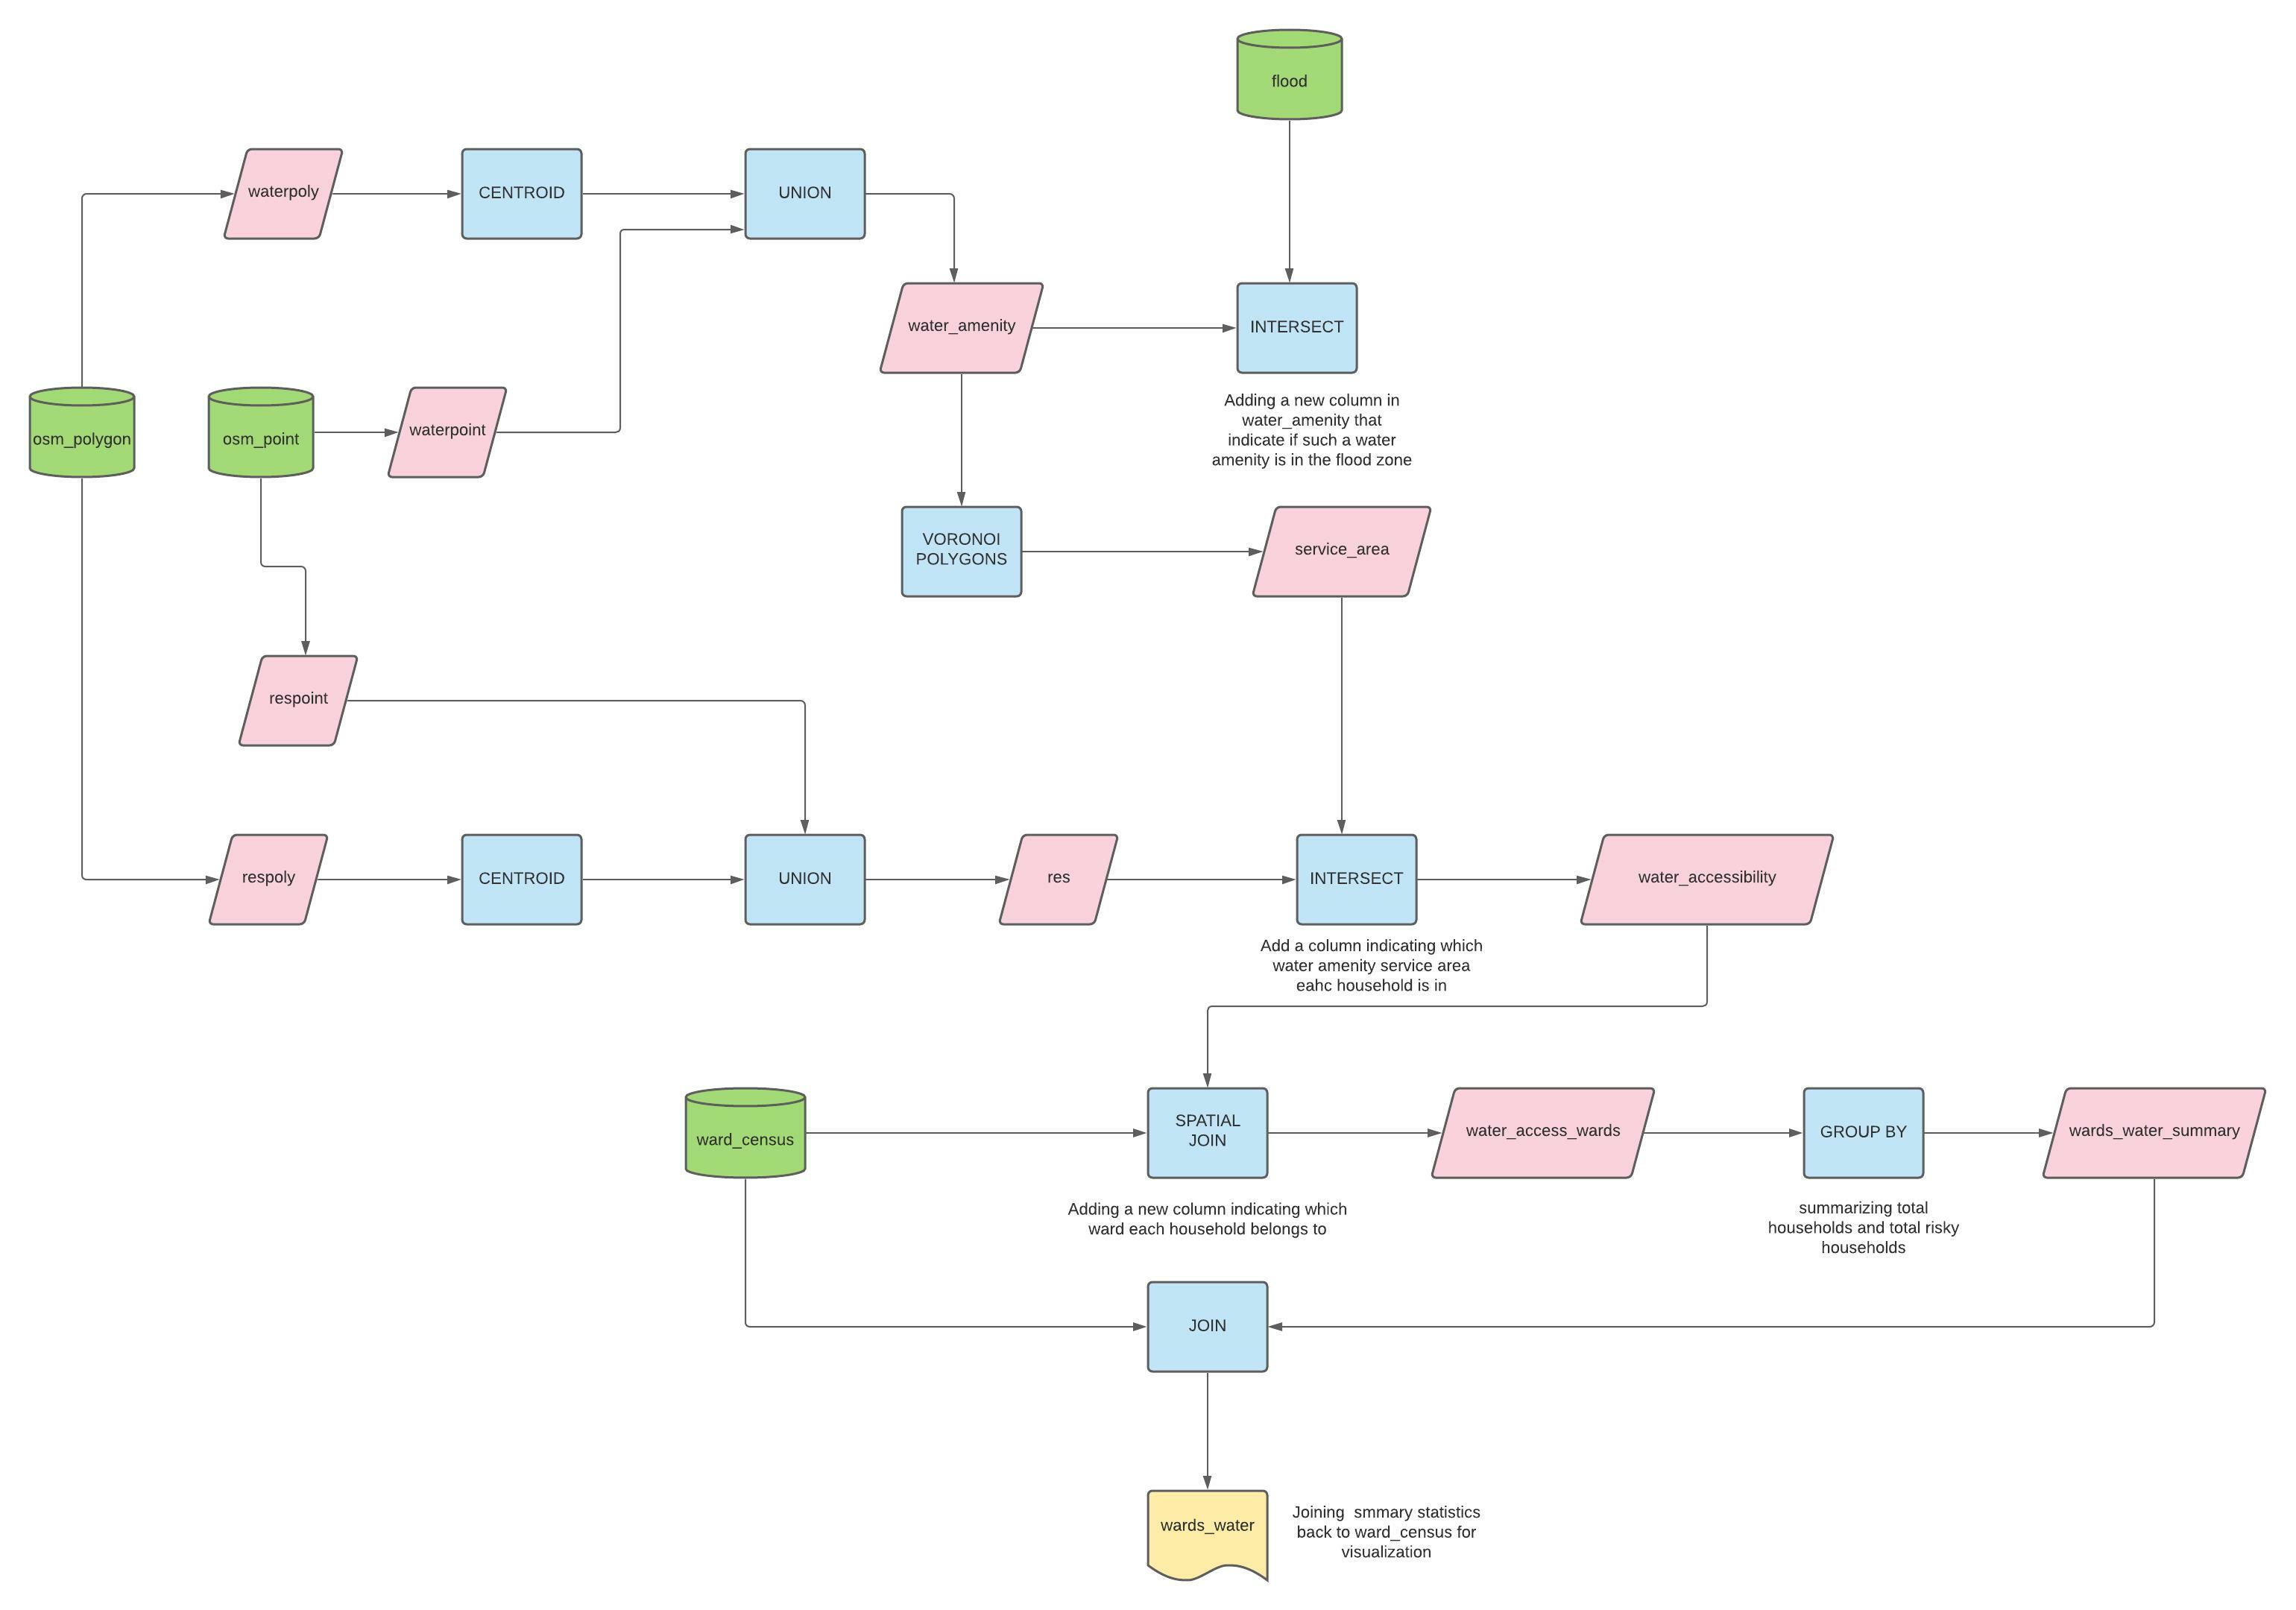 flood
waterpoly
CENTROID
UNION
water_amenity
INTERSECT
Adding a new column in
water_amenity that
indicate if such a water
amenity is in the flood zone
osm_polygon
osm_point
waterpoint
VORONOI
POLYGONS
service_area
respoint
respoly
CENTROID
UNION
res
INTERSECT
water_accessibility
Add a column indicating which
water amenity service area
eahc household is in
ward_census
SPATIAL
JOIN
water_access_wards
GROUP BY
wards_water_summary
Adding a new column indicating which
ward each household belongs to
summarizing total
households and total risky
households
JOIN
wards_water
Joining  smmary statistics
back to ward_census for
visualization